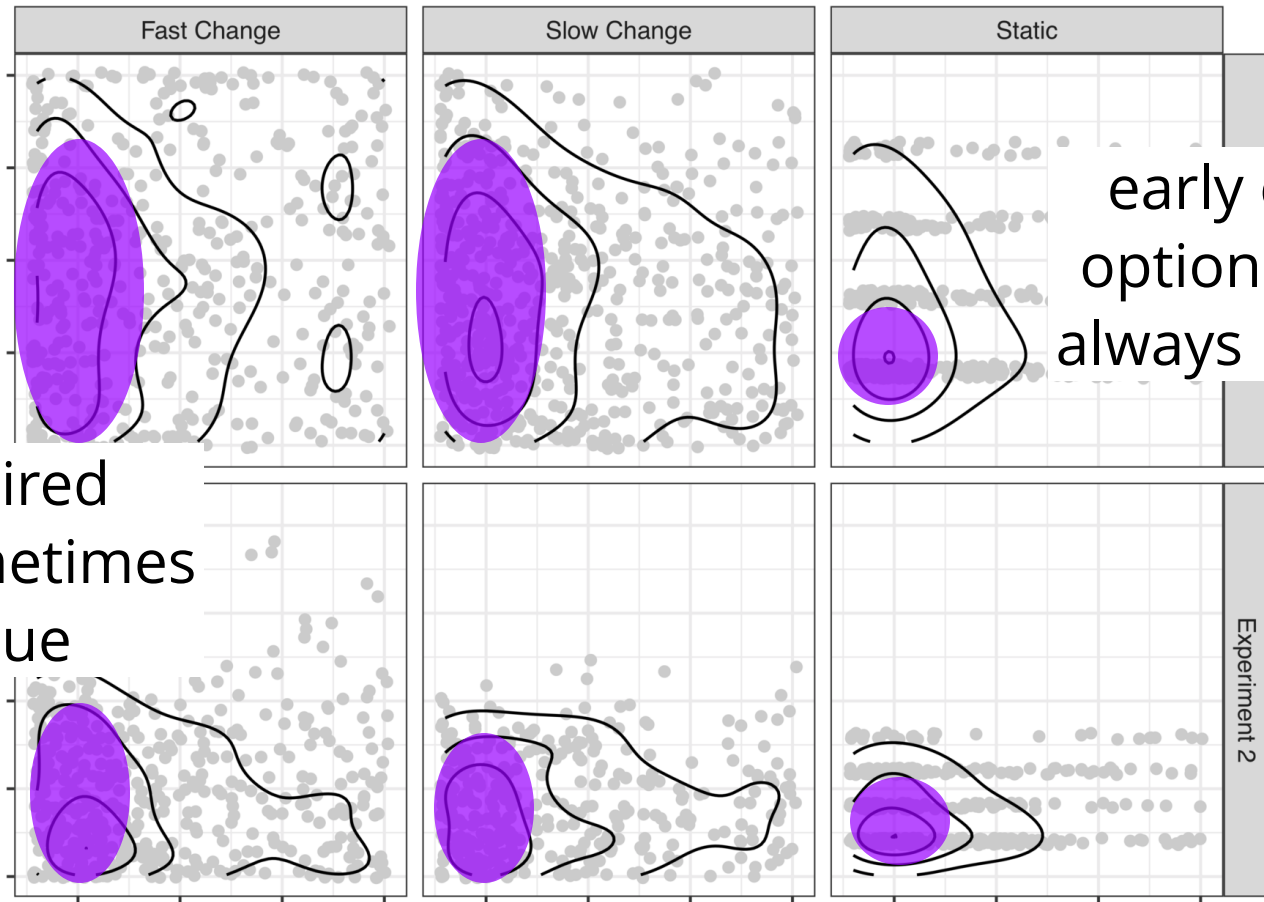 Fast Change
Slow Change
Static
early
option
always
ired
netimes
ue
Experiment 2